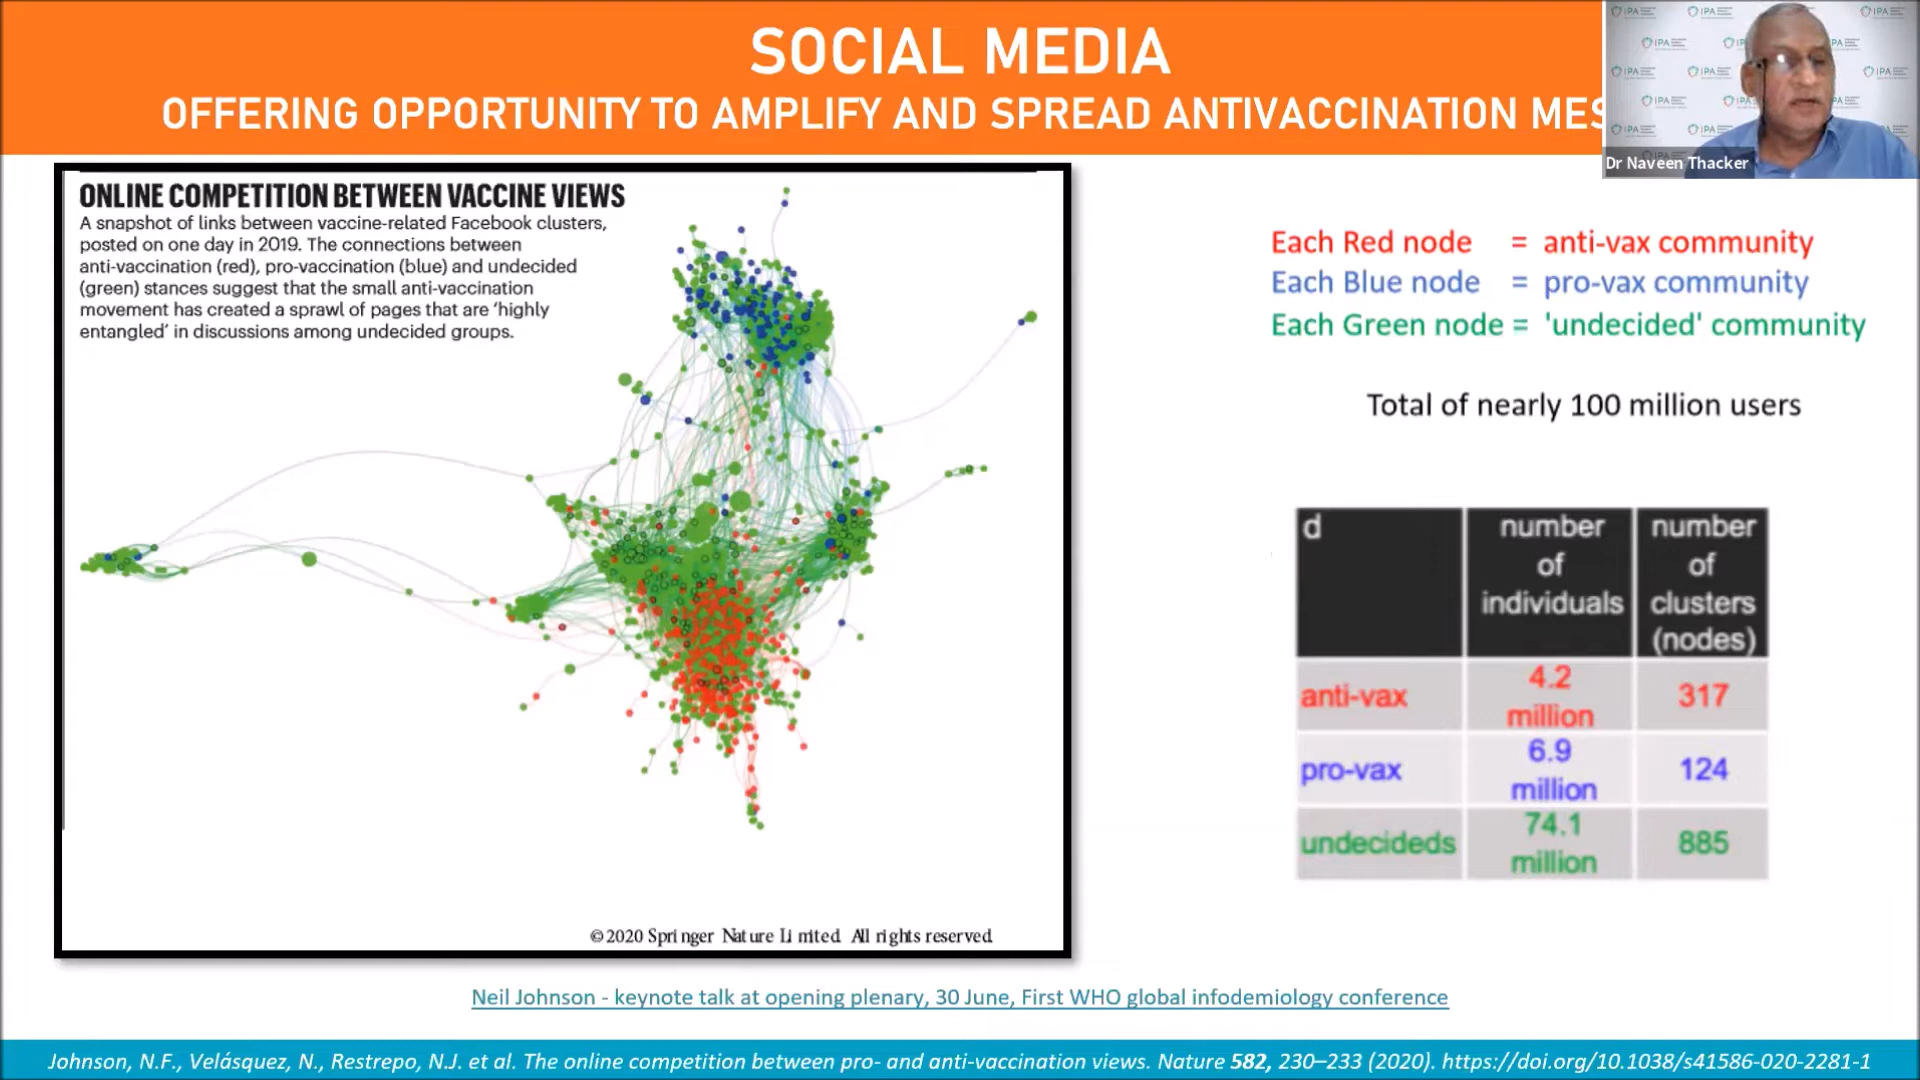 SOCIAL MEDIA
OFFERING OPPORTUNITY TO AMPLIFY AND SPREAD ANTIVACCINATION MES
IPA
Dr Naveen Thacker
ONLINE COMPETITION BETWEEN VACCINE VIEWS
A snapshot of links between vaccine-related Facebook clusters,
posted on one day in 2019. The connections between
anti-vaccination (red), pro-vaccination (blue) and undecided
(green) stances suggest that the small anti-vaccination
movement has created a sprawl of pages that are ‘highly
entangled’ in discussions among undecided groups.
©2020 Springer Nature Limited All rights reserved
Each Red node = anti-vax community
Each Blue node = pro-vax community
Each Green node = 'undecided' community
Total of nearly 100 million users
d
number of individuals
number of clusters (nodes)
anti-vax 4.2 million 317
pro-vax 6.9 million 124
undecideds 74.1 million 885
Neil Johnson - keynote talk at opening plenary, 30 June, First WHO global infodemiology conference
Johnson, N.F., Velásquez, N., Restrepo, N.J. et al. The online competition between pro- and anti-vaccination views. Nature 582, 230–233 (2020). https://doi.org/10.1038/s41586-020-2281-1